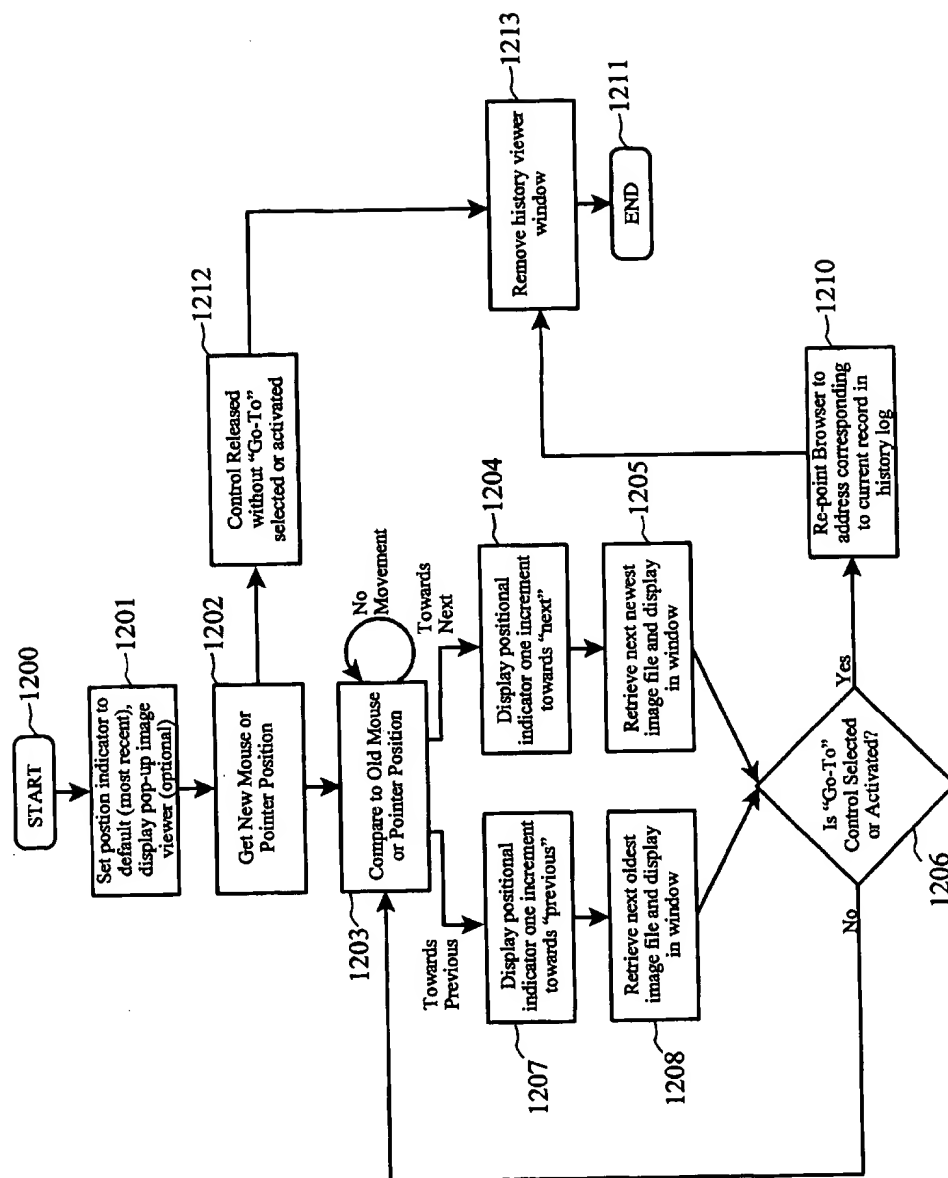 1200
START
1201
Set postion indicator to
default (most recent),
display pop-up image
viewer (optional)
1202
Get New Mouse or
Pointer Position
1212
Control Released
without "Go-To"
selected or activated
1203
Compare to Old Mouse
or Pointer Position
No
Movement
Towards
Previous
Towards
Next
1207
Display positional
indicator one increment
towards "previous"
1204
Display positional
indicator one increment
towards "next"
1208
Retrieve next oldest
image file and display
in window
1205
Retrieve next newest
image file and display
in window
1206
Is "Go-To"
Control Selected
or Activated?
No
Yes
1210
Re-point Browser to
address corresponding
to current record in
history log
1213
Remove history viewer
window
1211
END